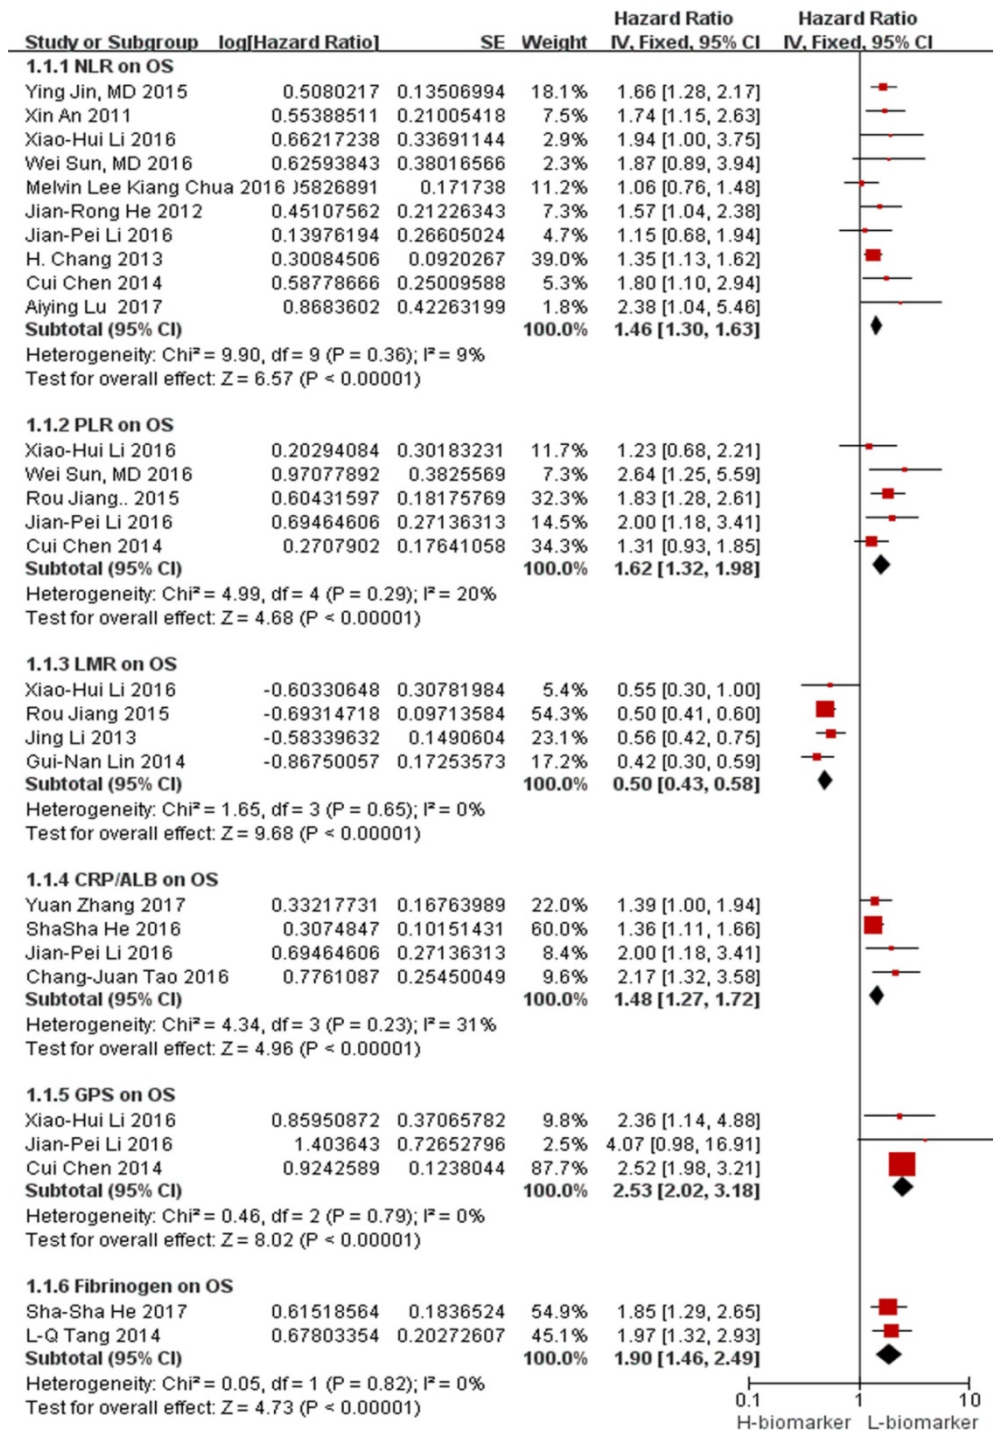 Hazard Ratio Hazard Ratio
Study or Subgroup log[Hazard Ratio] SE Weight IV, Fixed, 95% CI IV, Fixed, 95% CI
1.1.1 NLR on OS
Ying Jin, MD 2015 0.5080217 0.13506994 18.1% 1.66 [1.28, 2.17]
Xin An 2011 0.55388511 0.21005418 7.5% 1.74 [1.15, 2.63]
Xiao-Hui Li 2016 0.66217238 0.33691144 2.9% 1.94 [1.00, 3.75]
Wei Sun, MD 2016 0.62593843 0.38016566 2.3% 1.87 [0.89, 3.94]
Melvin Lee Kiang Chua 2016 )5826891 0.171738 11.2% 1.06 [0.76, 1.48]
Jian-Rong He 2012 0.45107562 0.21226343 7.3% 1.57 [1.04, 2.38]
Jian-Pei Li 2016 0.13976194 0.26605024 4.7% 1.15 [0.68, 1.94]
H. Chang 2013 0.30084506 0.0920267 39.0% 1.35 [1.13, 1.62]
Cui Chen 2014 0.58778666 0.25009588 5.3% 1.80 [1.10, 2.94]
Aiying Lu 2017 0.8683602 0.42263199 1.8% 2.38 [1.04, 5.46]
Subtotal (95% CI) 100.0% 1.46 [1.30, 1.63]
Heterogeneity: Chi² = 9.90, df = 9 (P = 0.36); I² = 9%
Test for overall effect: Z = 6.57 (P < 0.00001)
1.1.2 PLR on OS
Xiao-Hui Li 2016 0.20294084 0.30183231 11.7% 1.23 [0.68, 2.21]
Wei Sun, MD 2016 0.97077892 0.3825569 7.3% 2.64 [1.25, 5.59]
Rou Jiang.. 2015 0.60431597 0.18175769 32.3% 1.83 [1.28, 2.61]
Jian-Pei Li 2016 0.69464606 0.27136313 14.5% 2.00 [1.18, 3.41]
Cui Chen 2014 0.2707902 0.17641058 34.3% 1.31 [0.93, 1.85]
Subtotal (95% CI) 100.0% 1.62 [1.32, 1.98]
Heterogeneity: Chi² = 4.99, df = 4 (P = 0.29); I² = 20%
Test for overall effect: Z = 4.68 (P < 0.00001)
1.1.3 LMR on OS
Xiao-Hui Li 2016 -0.60330648 0.30781984 5.4% 0.55 [0.30, 1.00]
Rou Jiang 2015 -0.69314718 0.09713584 54.3% 0.50 [0.41, 0.60]
Jing Li 2013 -0.58339632 0.1490604 23.1% 0.56 [0.42, 0.75]
Gui-Nan Lin 2014 -0.86750057 0.17253573 17.2% 0.42 [0.30, 0.59]
Subtotal (95% CI) 100.0% 0.50 [0.43, 0.58]
Heterogeneity: Chi² = 1.65, df = 3 (P = 0.65); I² = 0%
Test for overall effect: Z = 9.68 (P < 0.00001)
1.1.4 CRP/ALB on OS
Yuan Zhang 2017 0.33217731 0.16763989 22.0% 1.39 [1.00, 1.94]
ShaSha He 2016 0.3074847 0.10151431 60.0% 1.36 [1.11, 1.66]
Jian-Pei Li 2016 0.69464606 0.27136313 8.4% 2.00 [1.18, 3.41]
Chang-Juan Tao 2016 0.7761087 0.25450049 9.6% 2.17 [1.32, 3.58]
Subtotal (95% CI) 100.0% 1.48 [1.27, 1.72]
Heterogeneity: Chi² = 4.34, df = 3 (P = 0.23); I² = 31%
Test for overall effect: Z = 4.96 (P < 0.00001)
1.1.5 GPS on OS
Xiao-Hui Li 2016 0.85950872 0.37065782 9.8% 2.36 [1.14, 4.88]
Jian-Pei Li 2016 1.403643 0.72652796 2.5% 4.07 [0.98, 16.91]
Cui Chen 2014 0.9242589 0.1238044 87.7% 2.52 [1.98, 3.21]
Subtotal (95% CI) 100.0% 2.53 [2.02, 3.18]
Heterogeneity: Chi² = 0.46, df = 2 (P = 0.79); I² = 0%
Test for overall effect: Z = 8.02 (P < 0.00001)
1.1.6 Fibrinogen on OS
Sha-Sha He 2017 0.61518564 0.1836524 54.9% 1.85 [1.29, 2.65]
L-Q Tang 2014 0.67803354 0.20272607 45.1% 1.97 [1.32, 2.93]
Subtotal (95% CI) 100.0% 1.90 [1.46, 2.49]
Heterogeneity: Chi² = 0.05, df = 1 (P = 0.82); I² = 0%
Test for overall effect: Z = 4.73 (P < 0.00001)
0.1 1 10
H-biomarker L-biomarker